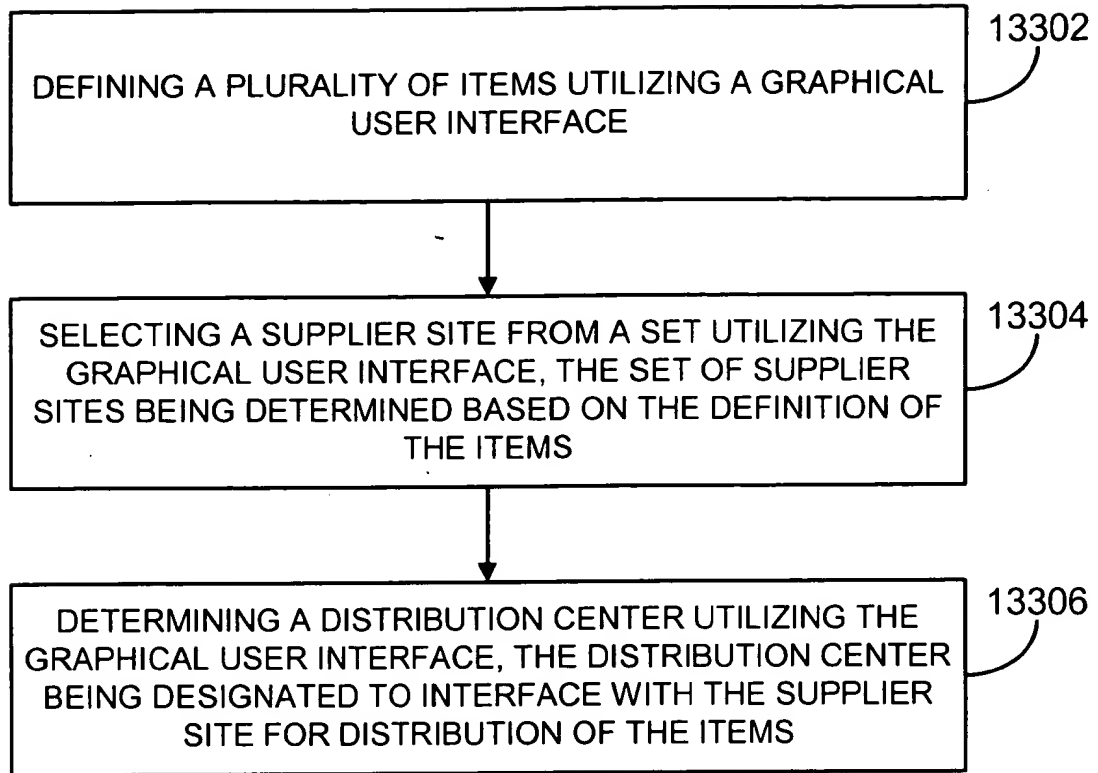 13302
DEFINING A PLURALITY OF ITEMS UTILIZING A GRAPHICAL
USER INTERFACE
13304
SELECTING A SUPPLIER SITE FROM A SET UTILIZING THE
GRAPHICAL USER INTERFACE, THE SET OF SUPPLIER
SITES BEING DETERMINED BASED ON THE DEFINITION OF
THE ITEMS
13306
DETERMINING A DISTRIBUTION CENTER UTILIZING THE
GRAPHICAL USER INTERFACE, THE DISTRIBUTION CENTER
BEING DESIGNATED TO INTERFACE WITH THE SUPPLIER
SITE FOR DISTRIBUTION OF THE ITEMS